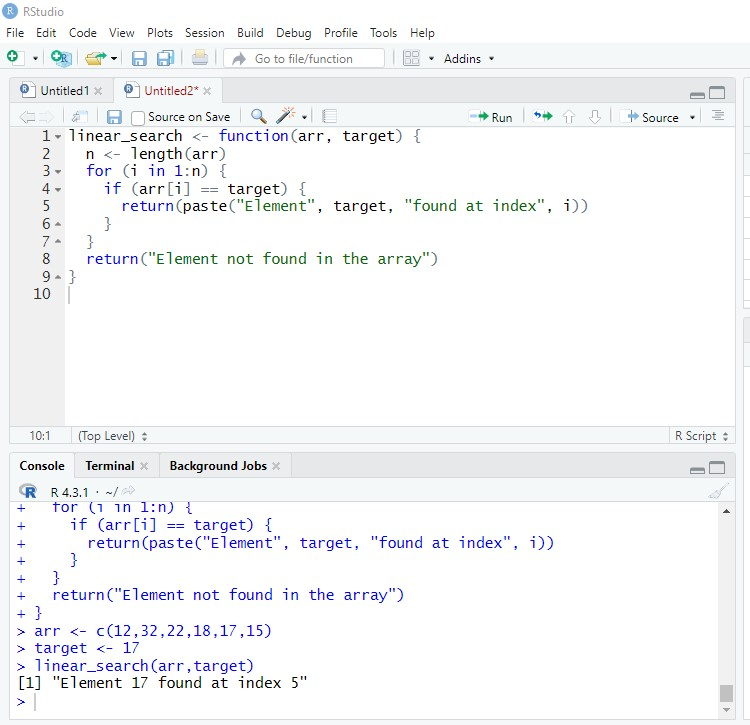 RStudio
File Edit Code View Plots Session Build Debug Profile Tools Help
Go to file/function Addins
Untitled1 Untitled2*
Source on Save Run Source
1 linear_search <- function(arr, target) {
2   n <- length(arr)
3   for (i in 1:n) {
4     if (arr[i] == target) {
5       return(paste("Element", target, "found at index", i))
6     }
7   }
8   return("Element not found in the array")
9 }
10
10:1 (Top Level) R Script
Console Terminal Background Jobs
R 4.3.1 · ~/
+   for (i in 1:n) {
+     if (arr[i] == target) {
+       return(paste("Element", target, "found at index", i))
+     }
+   }
+   return("Element not found in the array")
+ }
> arr <- c(12,32,22,18,17,15)
> target <- 17
> linear_search(arr,target)
[1] "Element 17 found at index 5"
>